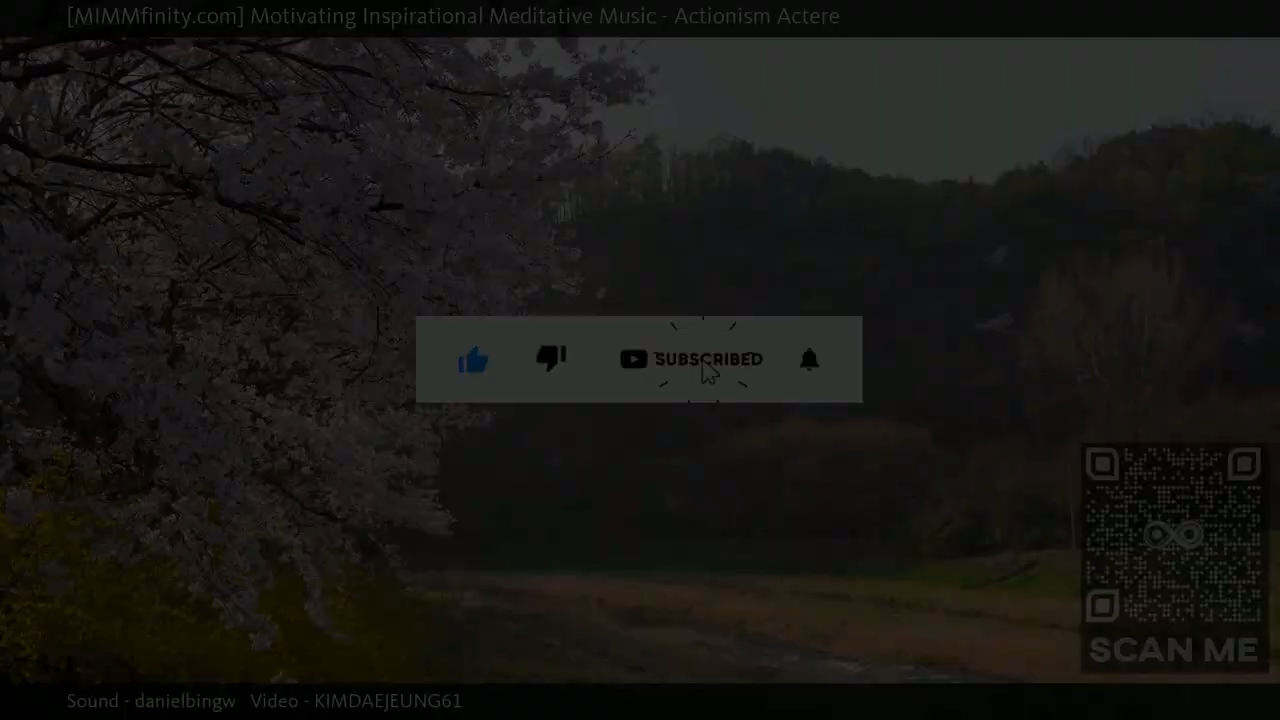 [MIMMfinity.com] Motivating Inspirational Meditative Music - Actionism Actere
SUBSCRIBED
SCAN ME
Sound - danielbingw Video - KIMDAEJEUNG61